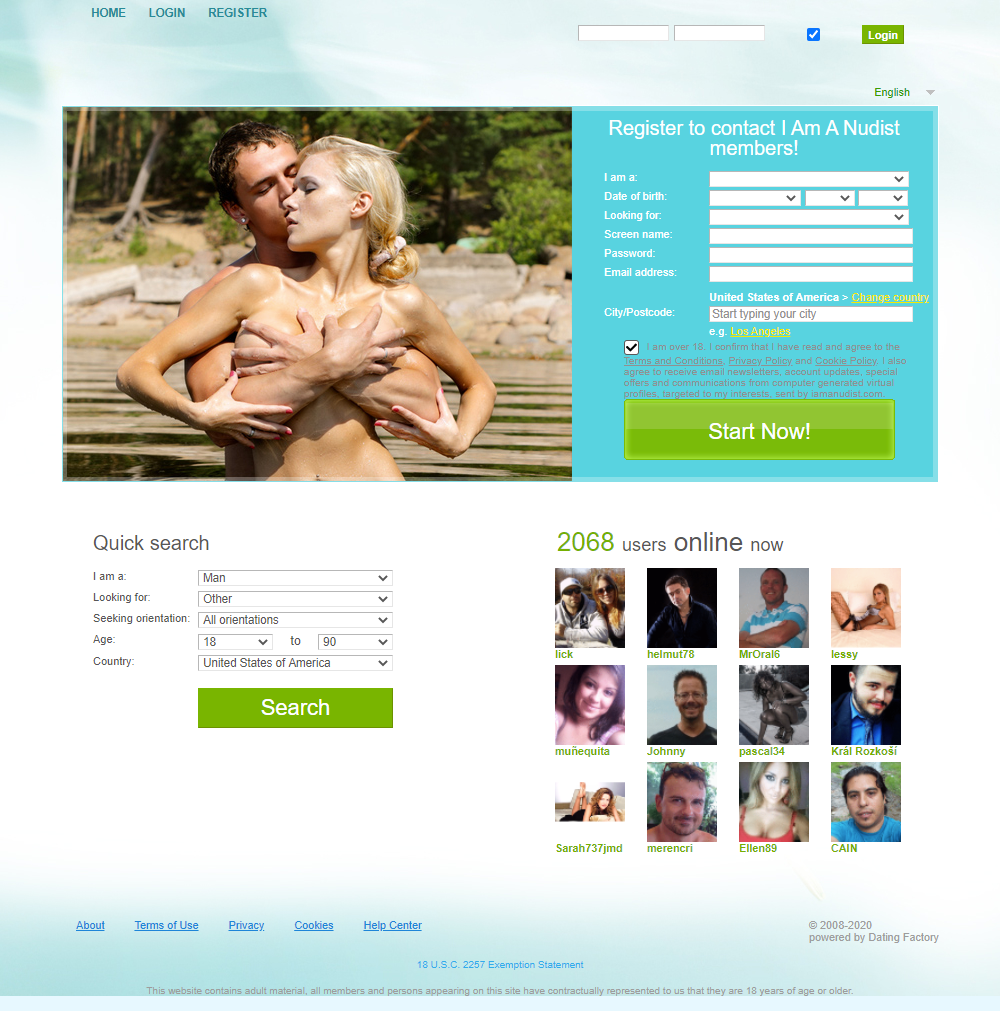 HOME LOGIN REGISTER
Login
English
Register to contact I Am A Nudist
members!
I am a:
Date of birth:
Looking for:
Screen name:
Password:
Email address:
United States of America > Change country
City/Postcode: Start typing your city
e.g. Los Angeles
I am over 18. I confirm that I have read and agree to the
Terms and Conditions, Privacy Policy and Cookie Policy. I also
agree to receive email newsletters, account updates, special
offers and communications from computer generated virtual
profiles, targeted to my interests, sent by iamanudist.com.
Start Now!
Quick search
I am a: Man
Looking for: Other
Seeking orientation: All orientations
Age: 18 to 90
Country: United States of America
Search
2068 users online now
lick helmut78 MrOral6 lessy
muñequita Johnny pascal34 Král Rozkoší
Sarah737jmd merencri Ellen89 CAIN
About Terms of Use Privacy Cookies Help Center
© 2008-2020
powered by Dating Factory
18 U.S.C. 2257 Exemption Statement
This website contains adult material, all members and persons appearing on this site have contractually represented to us that they are 18 years of age or older.